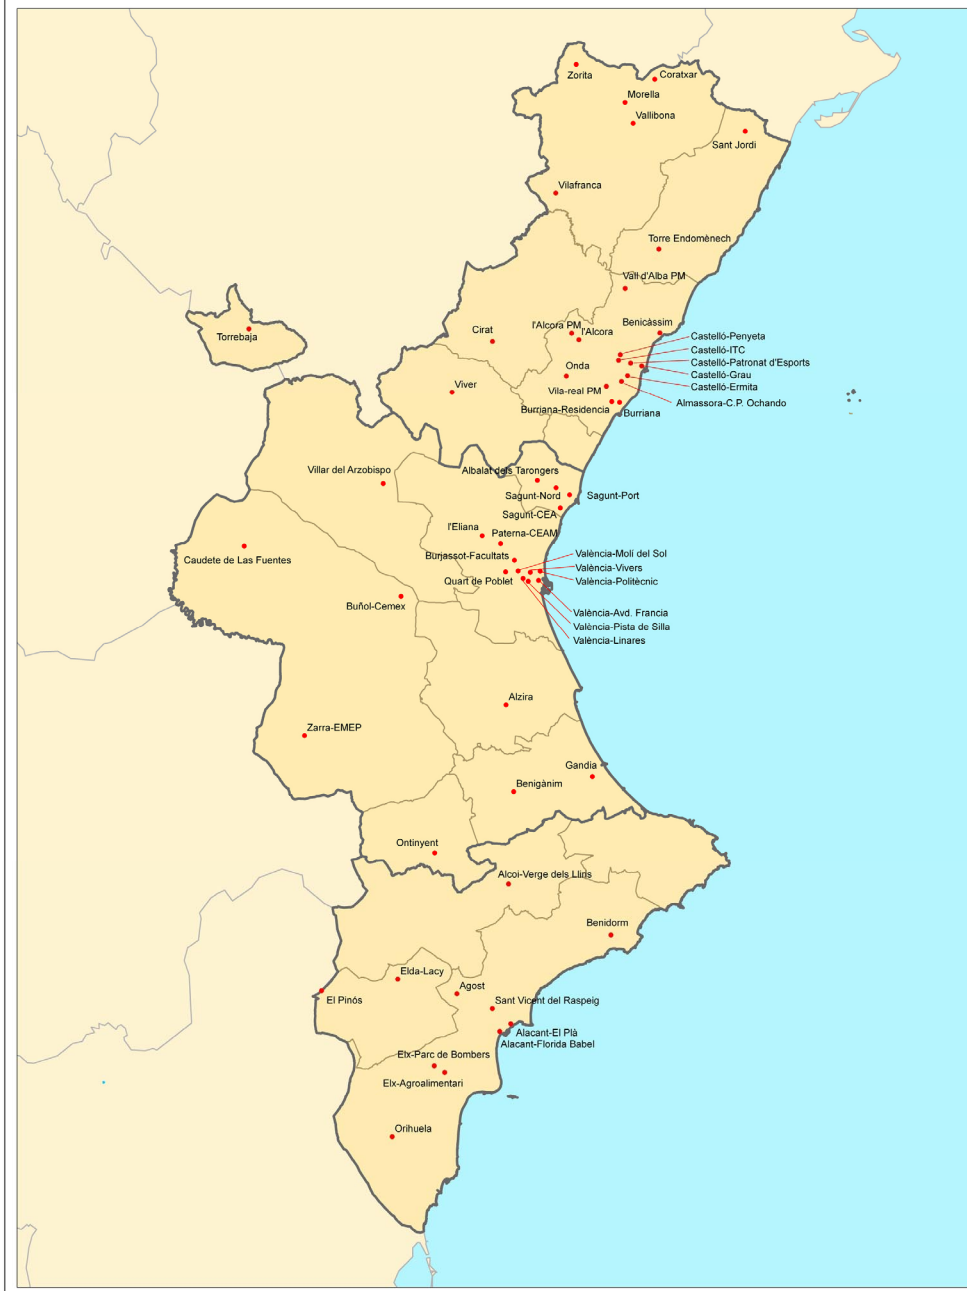 Zorita
Coratxar
Morella
Vallibona
Sant Jordi
Vilafranca
Torre Endomènech
Vall d'Alba PM
Torrebaja
Cirat
l'Alcora PM
l'Alcora
Benicàssim
Castelló-Penyeta
Castelló-ITC
Castelló-Patronat d'Esports
Castelló-Grau
Castelló-Ermita
Almassora-C.P. Ochando
Onda
Viver
Vila-real PM
Burriana-Residencia
Burriana
Villar del Arzobispo
Albalat dels Tarongers
Sagunt-Nord
Sagunt-Port
Sagunt-CEA
l'Eliana
Paterna-CEAM
Caudete de Las Fuentes
Burjassot-Facultats
València-Molí del Sol
València-Vivers
València-Politècnic
Quart de Poblet
Buñol-Cemex
València-Avd. Francia
València-Pista de Silla
València-Linares
Alzira
Zarra-EMEP
Gandia
Benigànim
Ontinyent
Alcoi-Verge dels Lliris
Benidorm
Elda-Lacy
Agost
El Pinós
Sant Vicent del Raspeig
Alacant-El Plà
Alacant-Florida Babel
Elx-Parc de Bombers
Elx-Agroalimentari
Orihuela